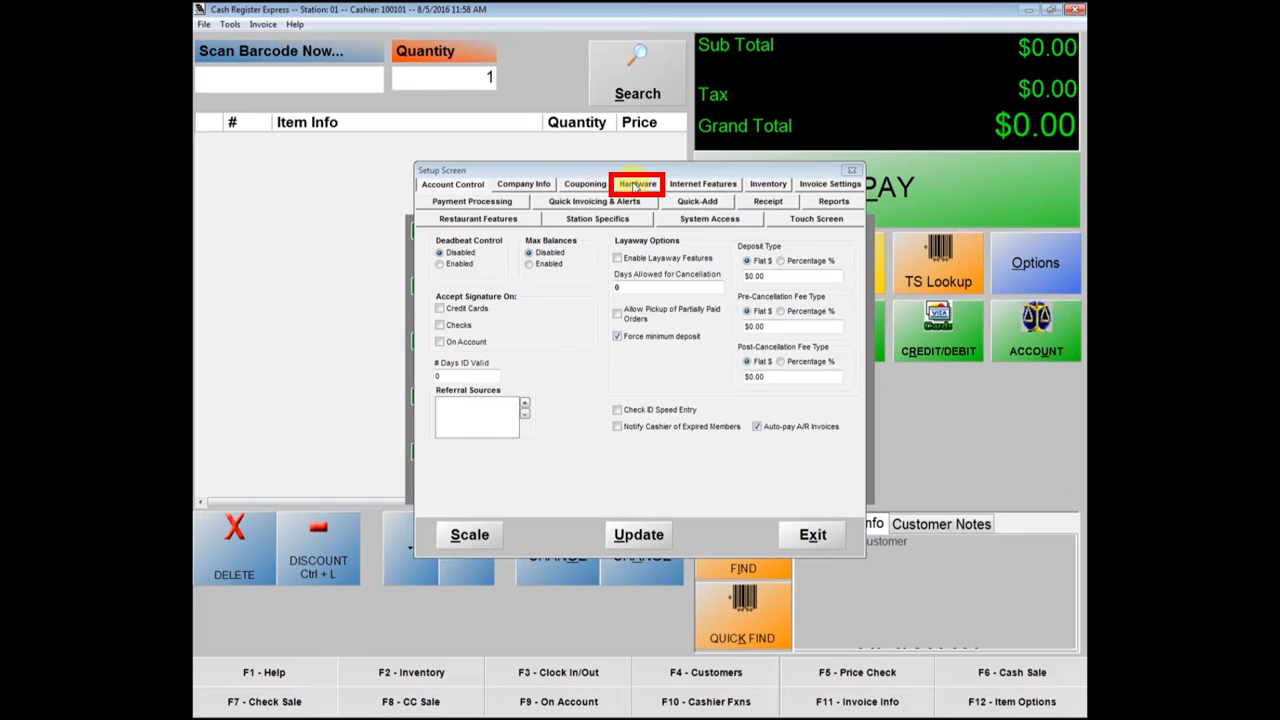 Cash Register Express -- Station: 01 -- Cashier: 100101 -- 8/5/2016 11:58 AM
File Tools Invoice Help
Scan Barcode Now... Quantity
1
Search
Sub Total $0.00
Tax $0.00
Grand Total $0.00
# Item Info Quantity Price
PAY
TS Lookup
Options
CREDIT/DEBIT
ACCOUNT
Setup Screen
Account Control Company Info Couponing Hardware Internet Features Inventory Invoice Settings
Payment Processing Quick Invoicing & Alerts Quick-Add Receipt Reports
Restaurant Features Station Specifics System Access Touch Screen
Deadbeat Control
Disabled
Enabled
Max Balances
Disabled
Enabled
Accept Signature On:
Credit Cards
Checks
On Account
# Days ID Valid
0
Referral Sources
+
-
Layaway Options
Enable Layaway Features
Days Allowed for Cancellation
0
Allow Pickup of Partially Paid
Orders
Force minimum deposit
Deposit Type
Flat $ Percentage %
$0.00
Pre-Cancellation Fee Type
Flat $ Percentage %
$0.00
Post-Cancellation Fee Type
Flat $ Percentage %
$0.00
Check ID Speed Entry
Notify Cashier of Expired Members Auto-pay A/R Invoices
Scale Update Exit
DELETE
DISCOUNT
Ctrl + L
Customer Notes
FIND
QUICK FIND
F1 - Help F2 - Inventory F3 - Clock In/Out F4 - Customers F5 - Price Check F6 - Cash Sale
F7 - Check Sale F8 - CC Sale F9 - On Account F10 - Cashier Fxns F11 - Invoice Info F12 - Item Options